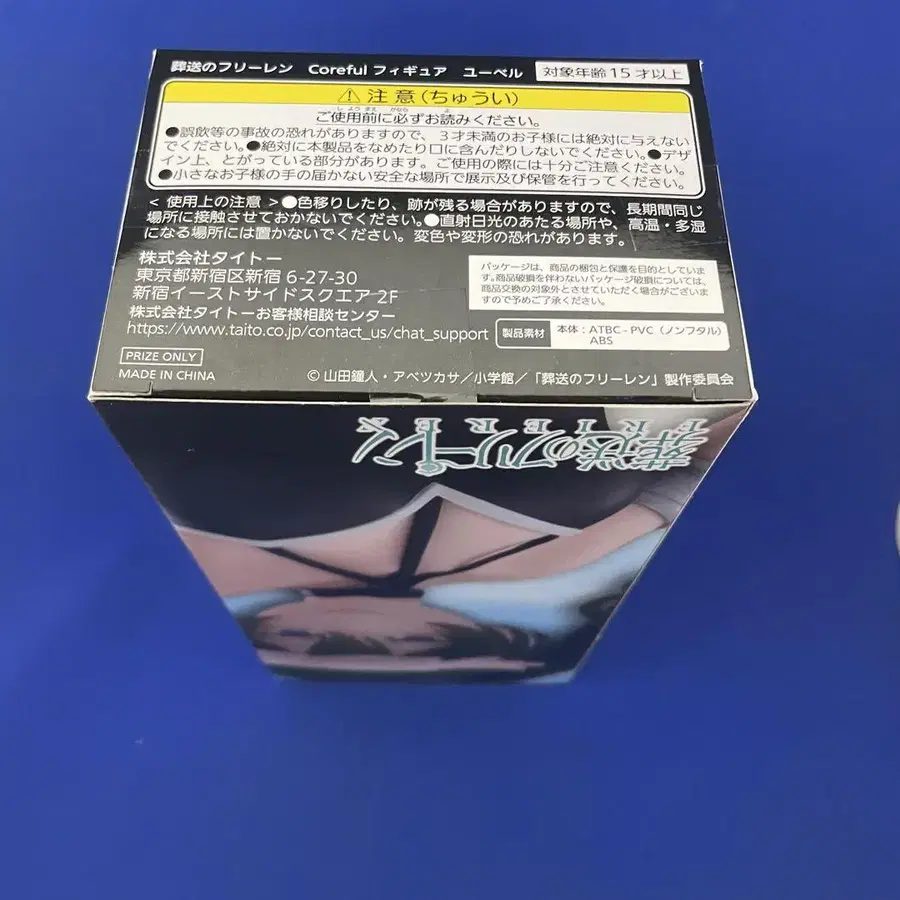 葬送のフリーレン Coreful フィギュア ユーベル 対象年齢15才以上
⚠注意(ちゅうい)
ご使用前に必ずお読みください。
●誤飲等の事故の恐れがありますので、3才未満のお子様には絶対に与えない
でください。●絶対に本製品をなめたり口に含んだりしないでください。●デザ
イン上、とがっている部分があります。ご使用の際には十分ご注意ください。
●小さなお子様の手の届かない安全な場所で展示及び保管を行ってください。
<使用上の注意>●色移りしたり、跡が残る場合がありますので、長期間同じ
場所に接触させておかないでください。●直射日光のあたる場所や、高温・多湿
になる場所には置かないでください。変色や変形の恐れがあります。
株式会社タイトー
東京都新宿区新宿 6-27-30
新宿イーストサイドスクエア 2F
株式会社タイトーお客様相談センター
https://www.taito.co.jp/contact_us/chat_support
パッケージは、商品の梱包と保護を目的としていま
す。商品破損を伴わないパッケージ破損については、
商品交換の対象外とさせていただく場合がございま
すので予めご了承ください。
製品素材 本体:ATBC-PVC(ノンフタル)
ABS
PRIZE ONLY
MADE IN CHINA
© 山田鐘人・アベツカサ/小学館/「葬送のフリーレン」製作委員会
葬送のフリーレン
FRIEREN